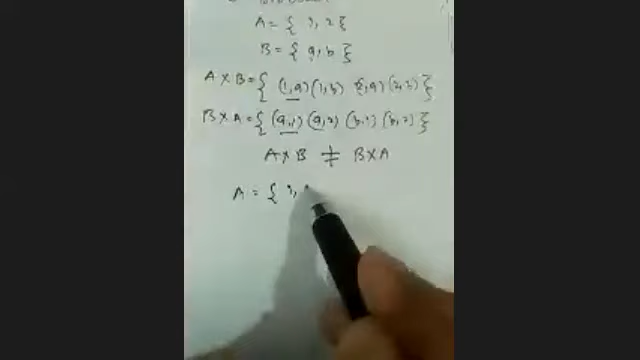 A = { 1, 2 }
B = { a, b }
A × B = { (1, a) (1, b) (2, a) (2, b) }
B × A = { (a, 1) (a, 2) (b, 1) (b, 2) }
A × B ≠ B × A
A = { 1,